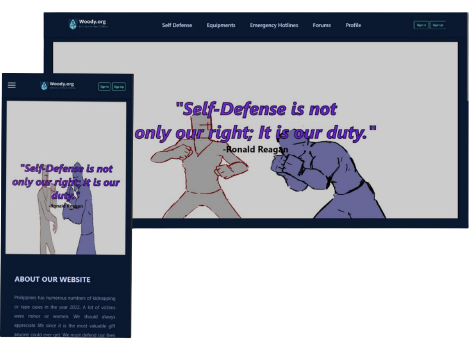 Woody.org
Self Defense Equipments Emergency Hotlines Forums Profile
Sign in Sign up
"Self-Defense is not
only our right; It is our duty."
-Ronald Reagan
Woody.org
Sign in Sign up
"Self-Defense is not
only our right; It is our
duty."
-Ronald Reagan
ABOUT OUR WEBSITE
Philippines has numerous numbers of kidnapping
or rape cases in the year 2022. A lot of victims
were minor or women. We should always
appreciate life since it is the most valuable gift
anyone could ever get. We must defend our lives